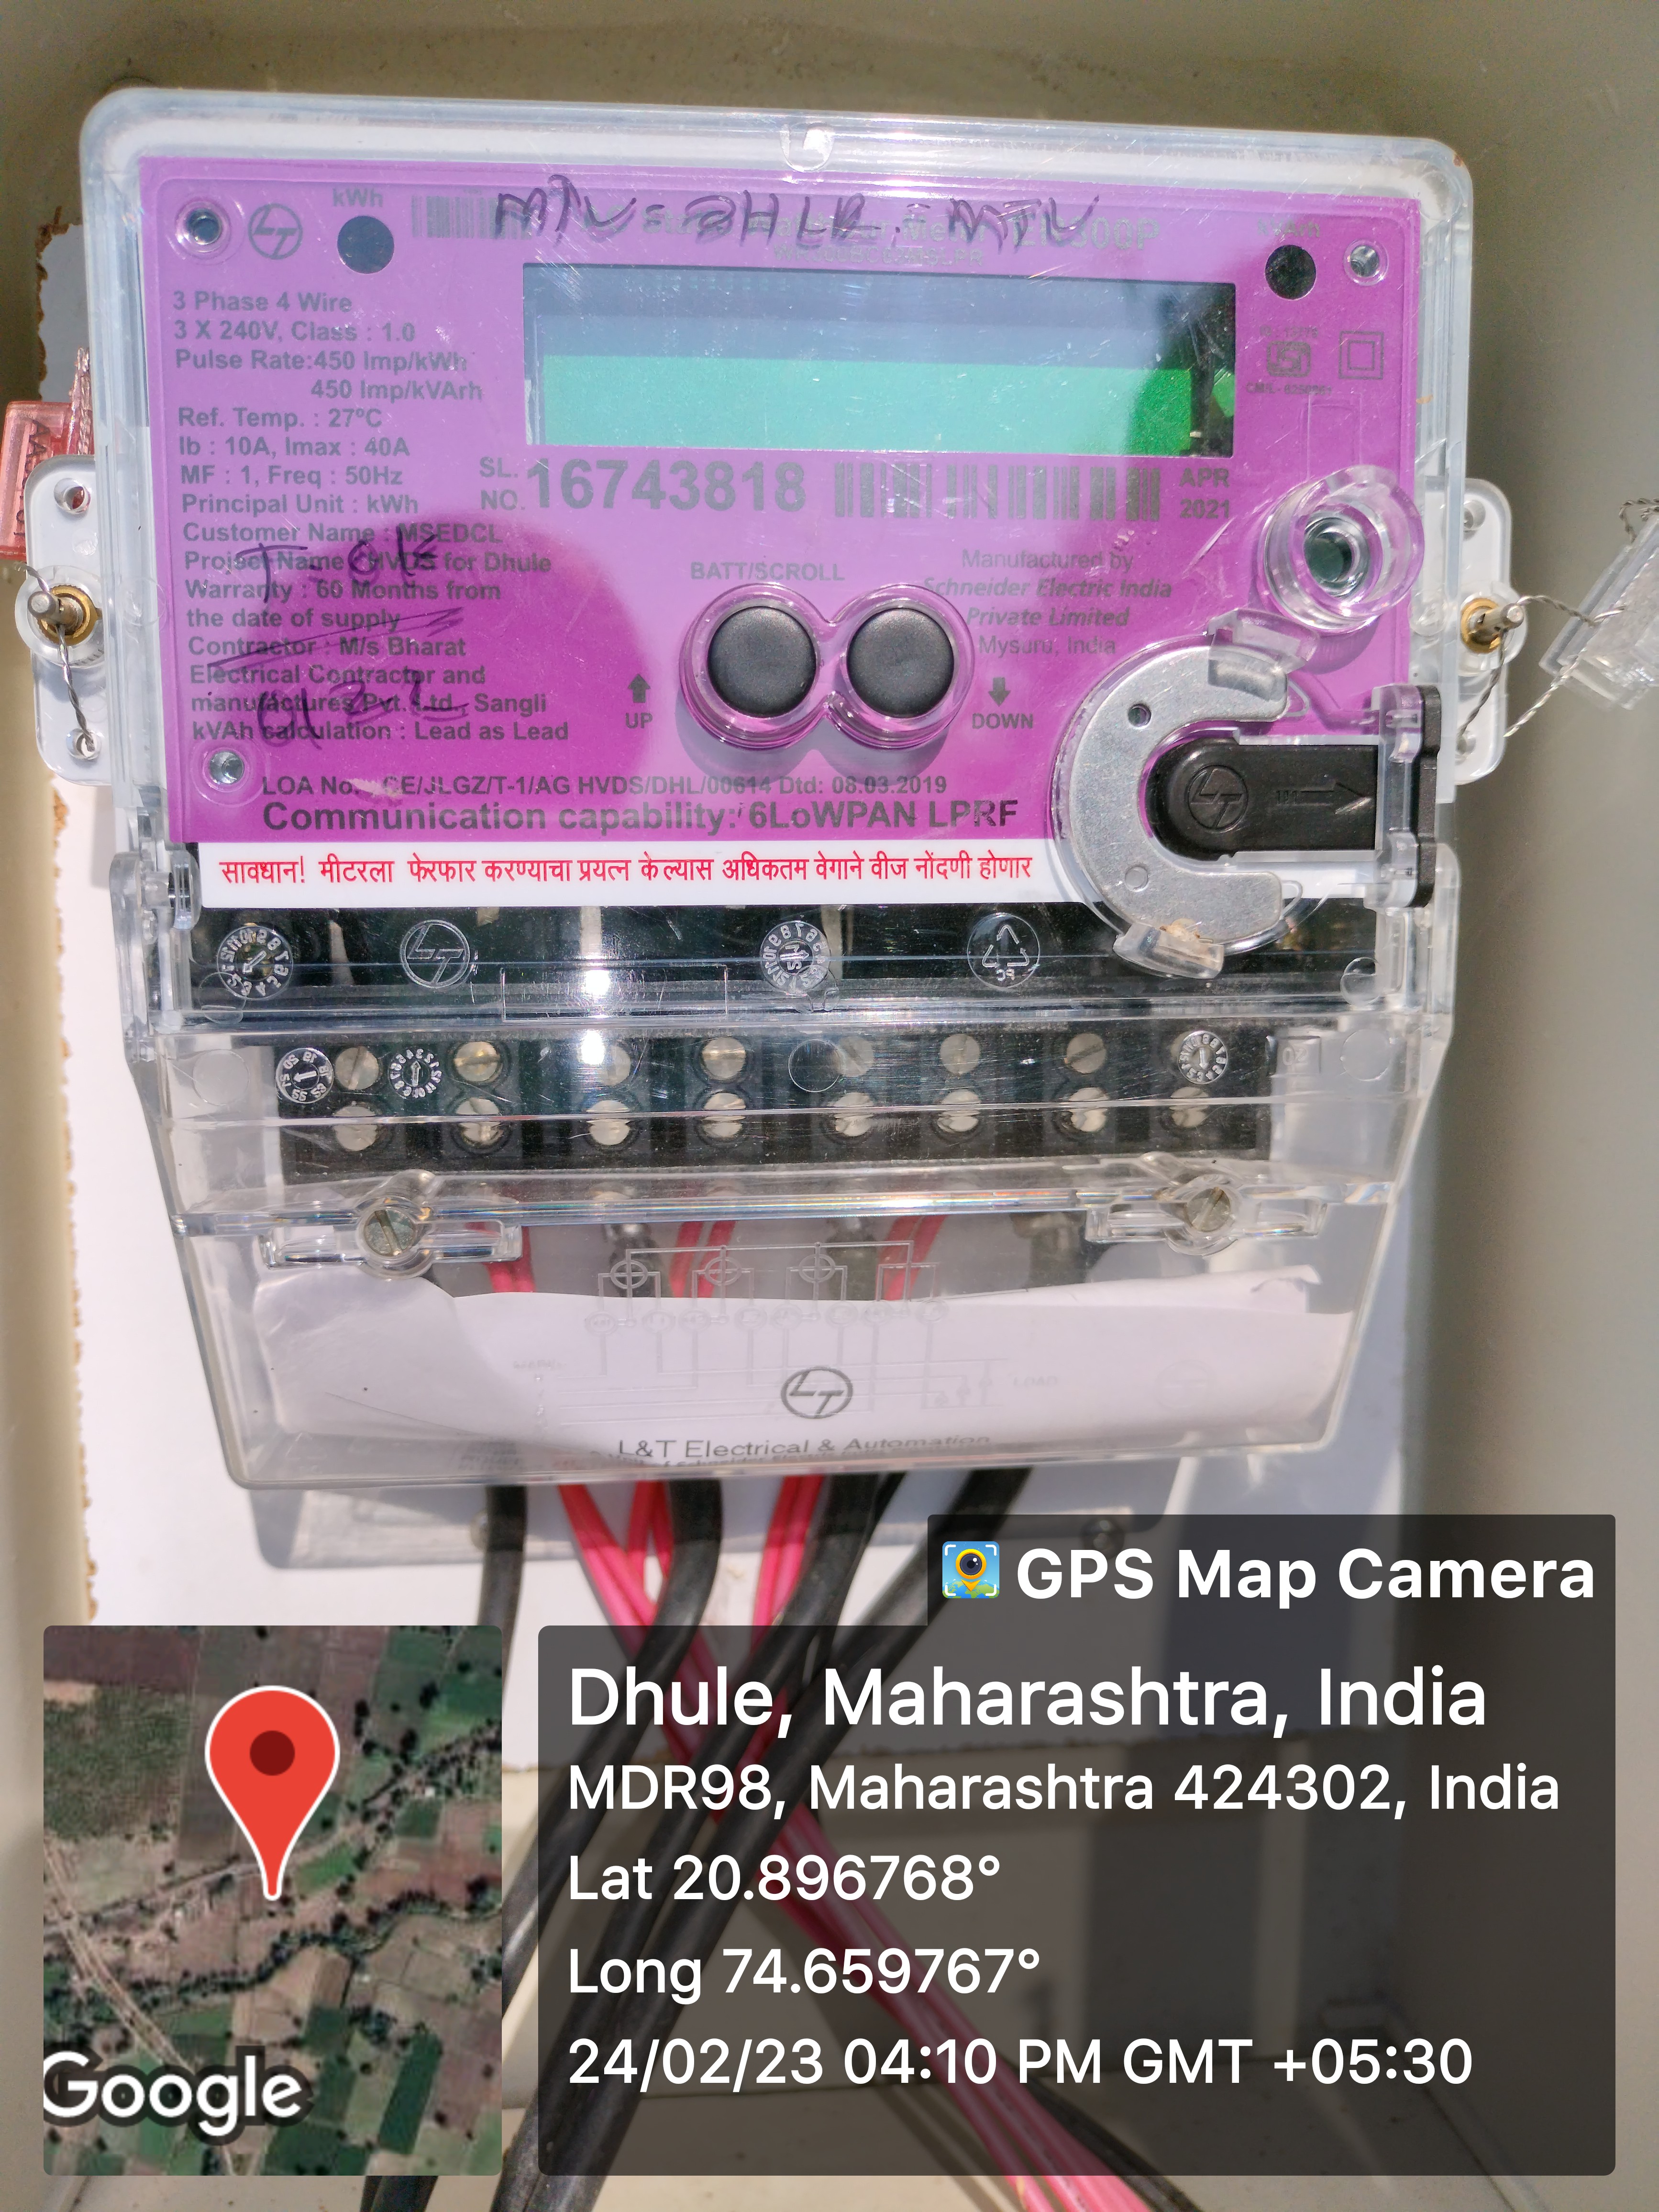 kWh
3 Phase 4 Wire
3 X 240V, Class : 1.0
Pulse Rate:450 Imp/kWh
450 Imp/kVArh
Ref. Temp. : 27°C
Ib : 10A, Imax : 40A
MF : 1, Freq : 50Hz
Principal Unit : kWh
Customer Name : MSEDCL
Project Name : HVDS for Dhule
Warranty : 60 Months from
the date of supply
Contractor : M/s Bharat
Electrical Contractor and
manufactures Pvt. Ltd., Sangli
kVAh calculation : Lead as Lead
SL. NO. 16743818
APR
2021
BATT/SCROLL
UP
DOWN
Manufactured by
Schneider Electric India
Private Limited
Mysuru, India
LOA No. CE/JLGZ/T-1/AG HVDS/DHL/00614 Dtd: 08.03.2019
Communication capability: 6LoWPAN LPRF
सावधान! मीटरला फेरफार करण्याचा प्रयत्न केल्यास अधिकतम वेगाने वीज नोंदणी होणार
L&T Electrical & Automation
GPS Map Camera
Dhule, Maharashtra, India
MDR98, Maharashtra 424302, India
Lat 20.896768°
Long 74.659767°
24/02/23 04:10 PM GMT +05:30
Google